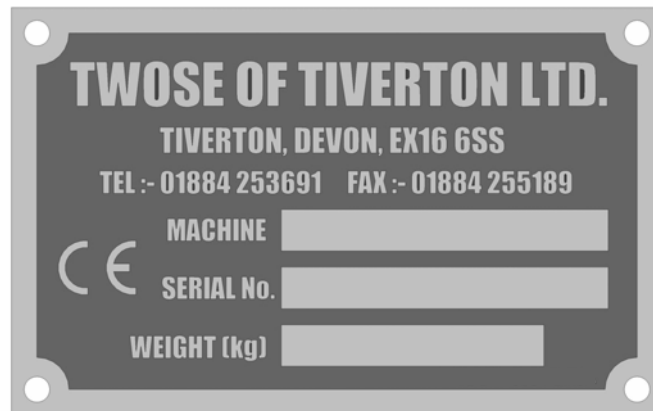 TWOSE OF TIVERTON LTD.
TIVERTON, DEVON, EX16 6SS
TEL :- 01884 253691 FAX :- 01884 255189
MACHINE
CE
SERIAL No.
WEIGHT (kg)